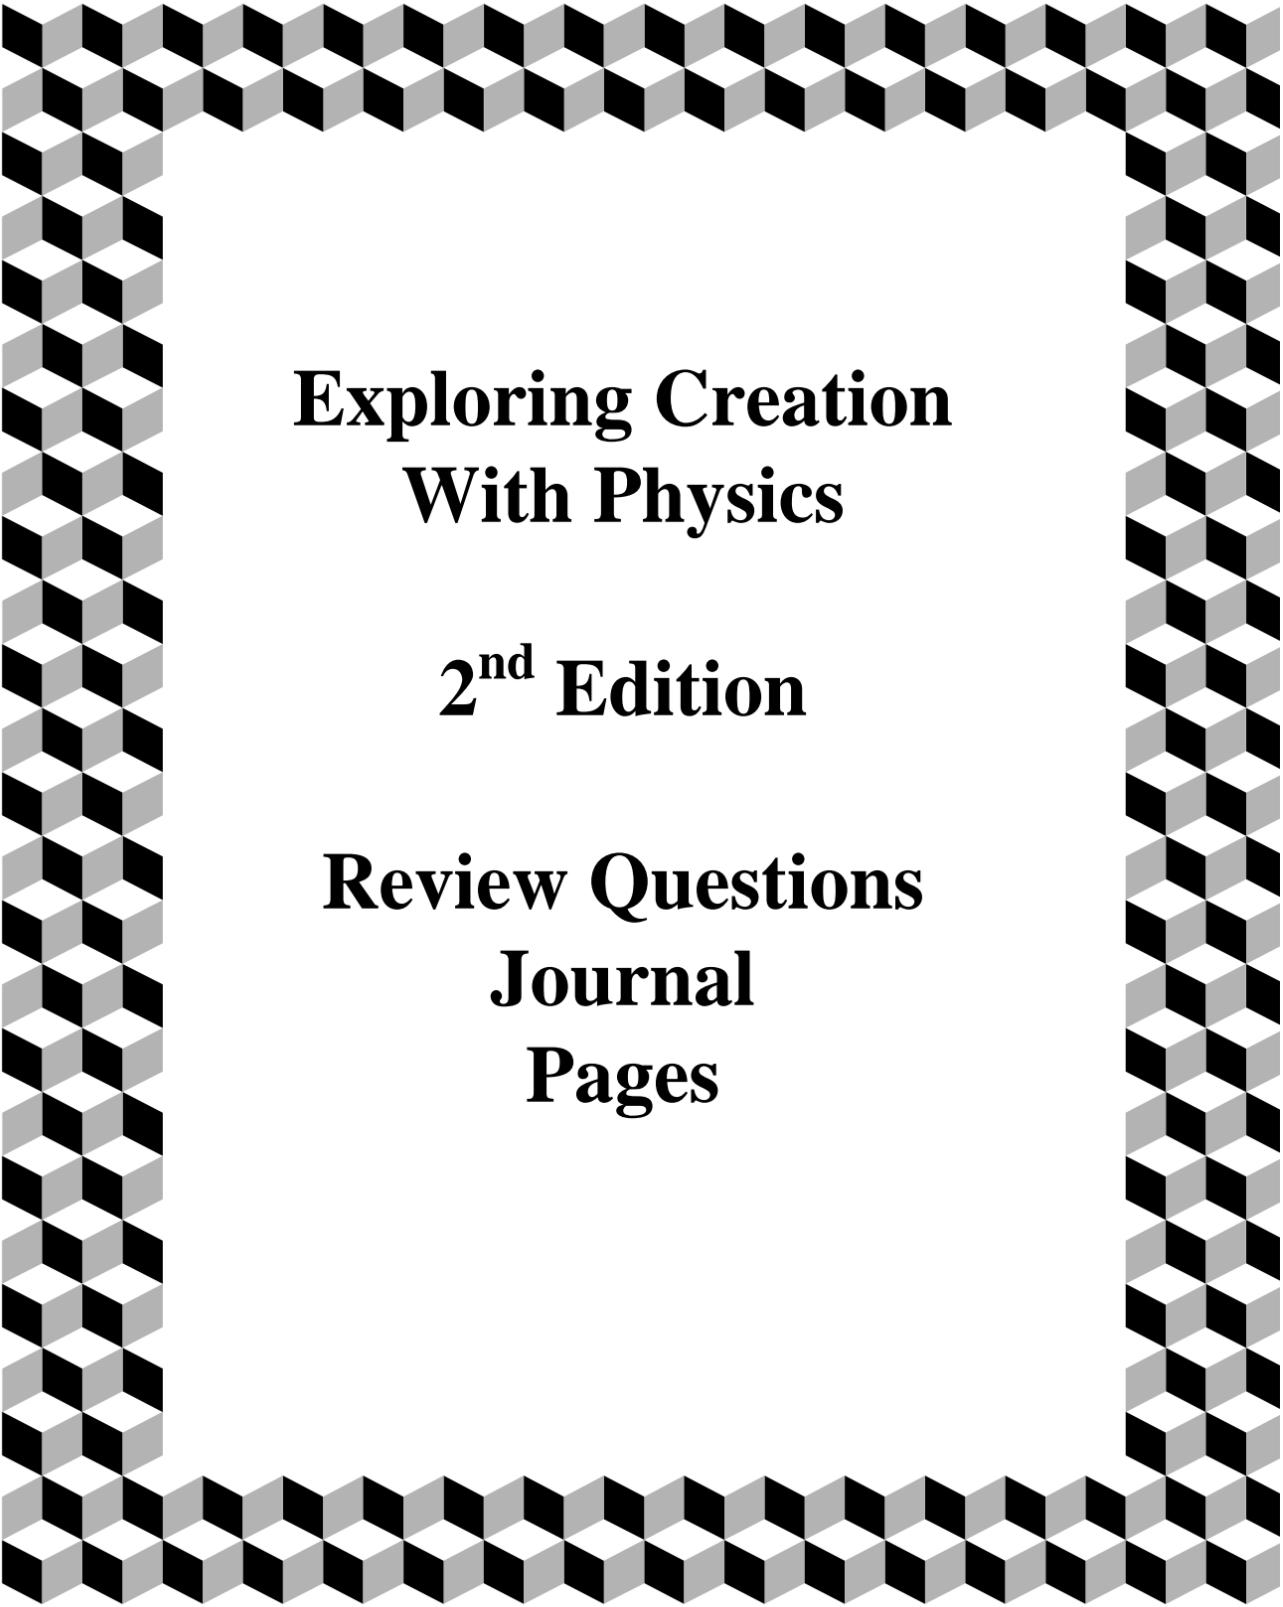 Exploring Creation
With Physics
2nd Edition
Review Questions
Journal
Pages